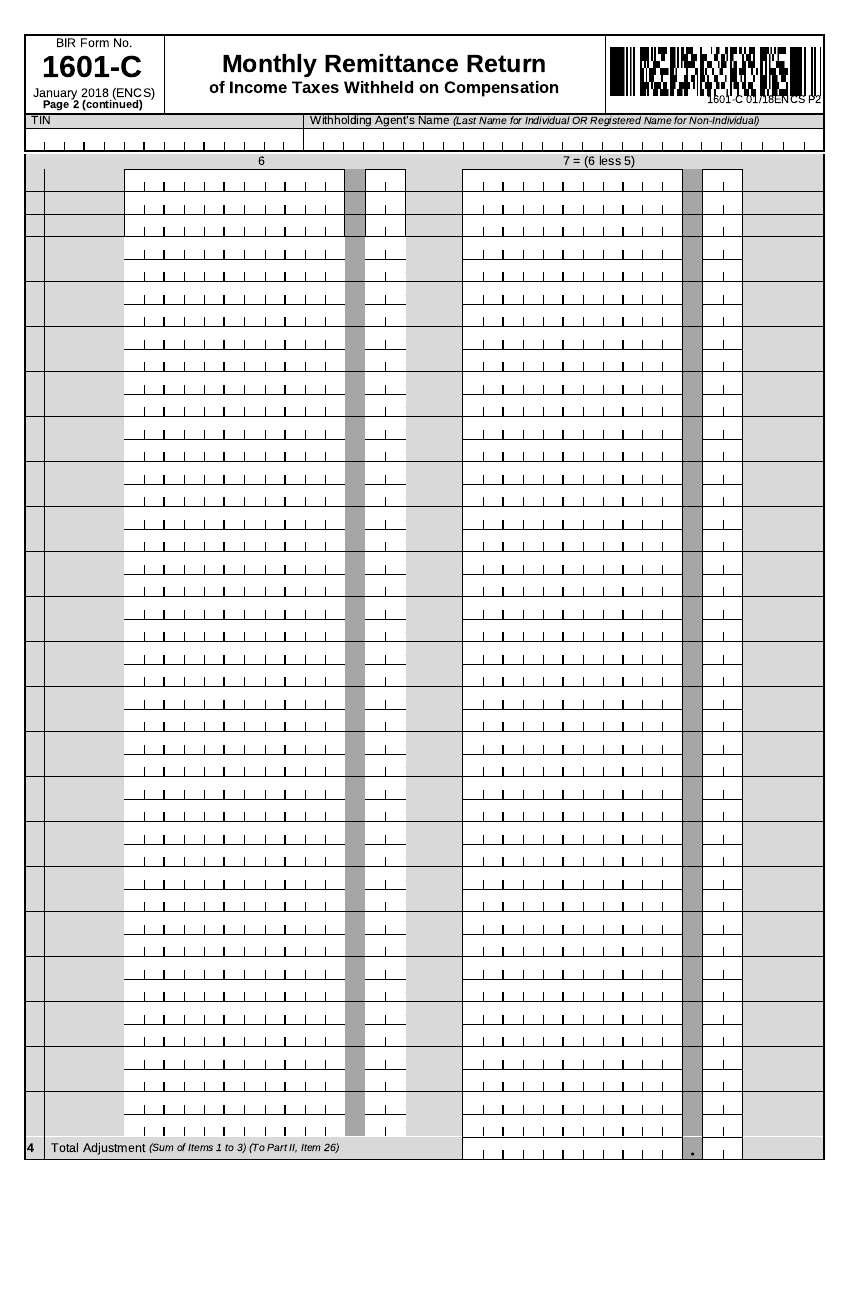 BIR Form No.
1601-C
January 2018 (ENCS)
Page 2 (continued)
Monthly Remittance Return
of Income Taxes Withheld on Compensation
1601-C 01/18ENCS P2
TIN
Withholding Agent's Name (Last Name for Individual OR Registered Name for Non-Individual)
6
7 = (6 less 5)
4 Total Adjustment (Sum of Items 1 to 3) (To Part II, Item 26)